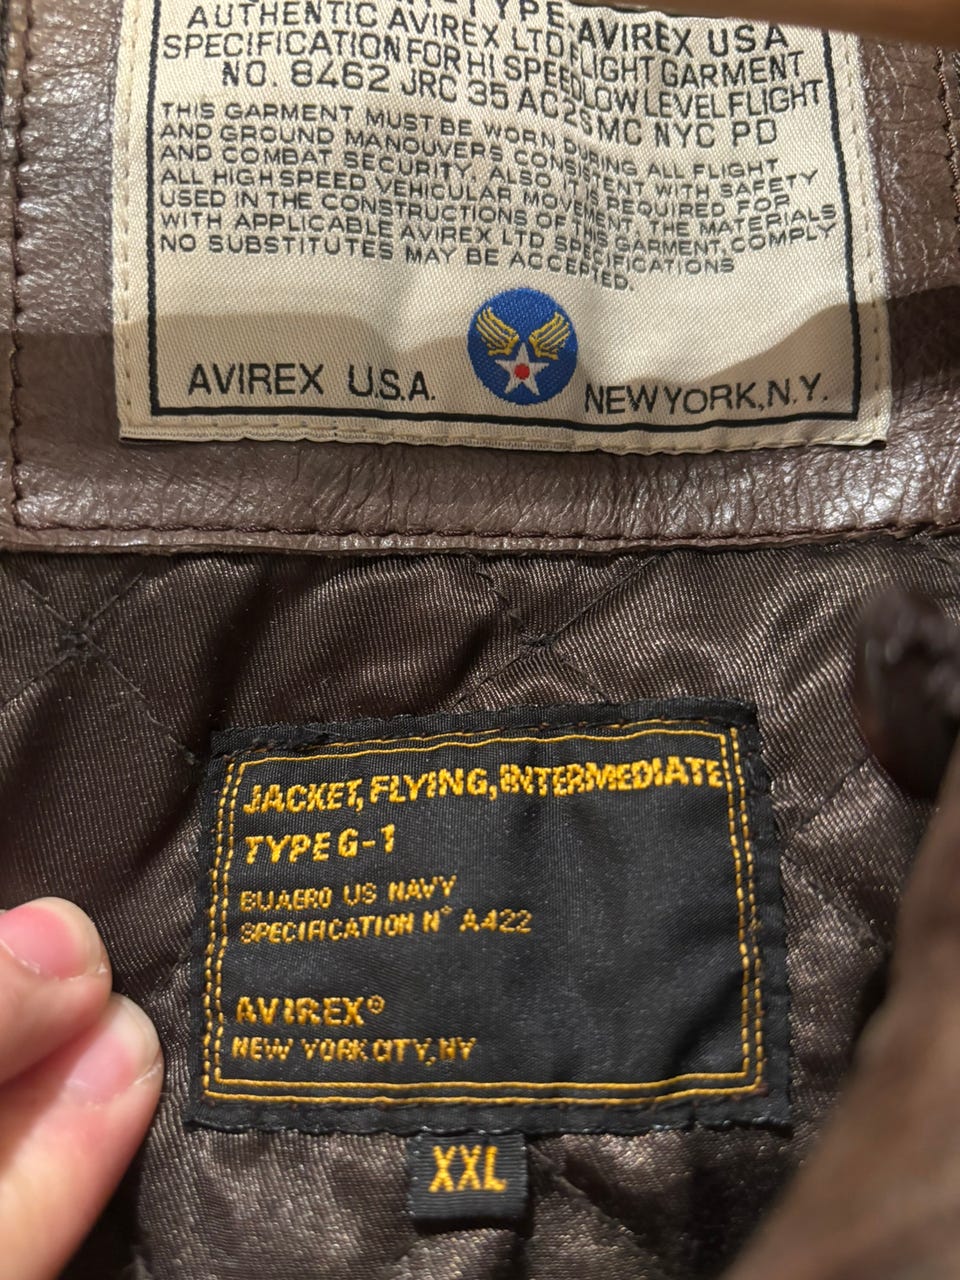 TYPE AVIREX USA
AUTHENTIC AVIREX LTD FLIGHT GARMENT
SPECIFICATION FOR HI SPEED LOW LEVEL FLIGHT
NO. 8462 JRC 35 AC2SMC NYC PD
THIS GARMENT MUST BE WORN DURING ALL FLIGHT
AND GROUND MANOUVERS CONSISTENT WITH SAFETY
AND COMBAT SECURITY. ALSO, IT IS REQUIRED FOR
ALL HIGH SPEED VEHICULAR MOVEMENT. THE MATERIALS
USED IN THE CONSTRUCTIONS OF THIS GARMENT, COMPLY
WITH APPLICABLE AVIREX LTD SPECIFICATIONS
NO SUBSTITUTES MAY BE ACCEPTED.
AVIREX U.S.A.
NEW YORK, N.Y.
JACKET, FLYING, INTERMEDIATE
TYPE G-1
BUAERO US NAVY
SPECIFICATION N° A422
AVIREX®
NEW YORK CITY, NY
XXL